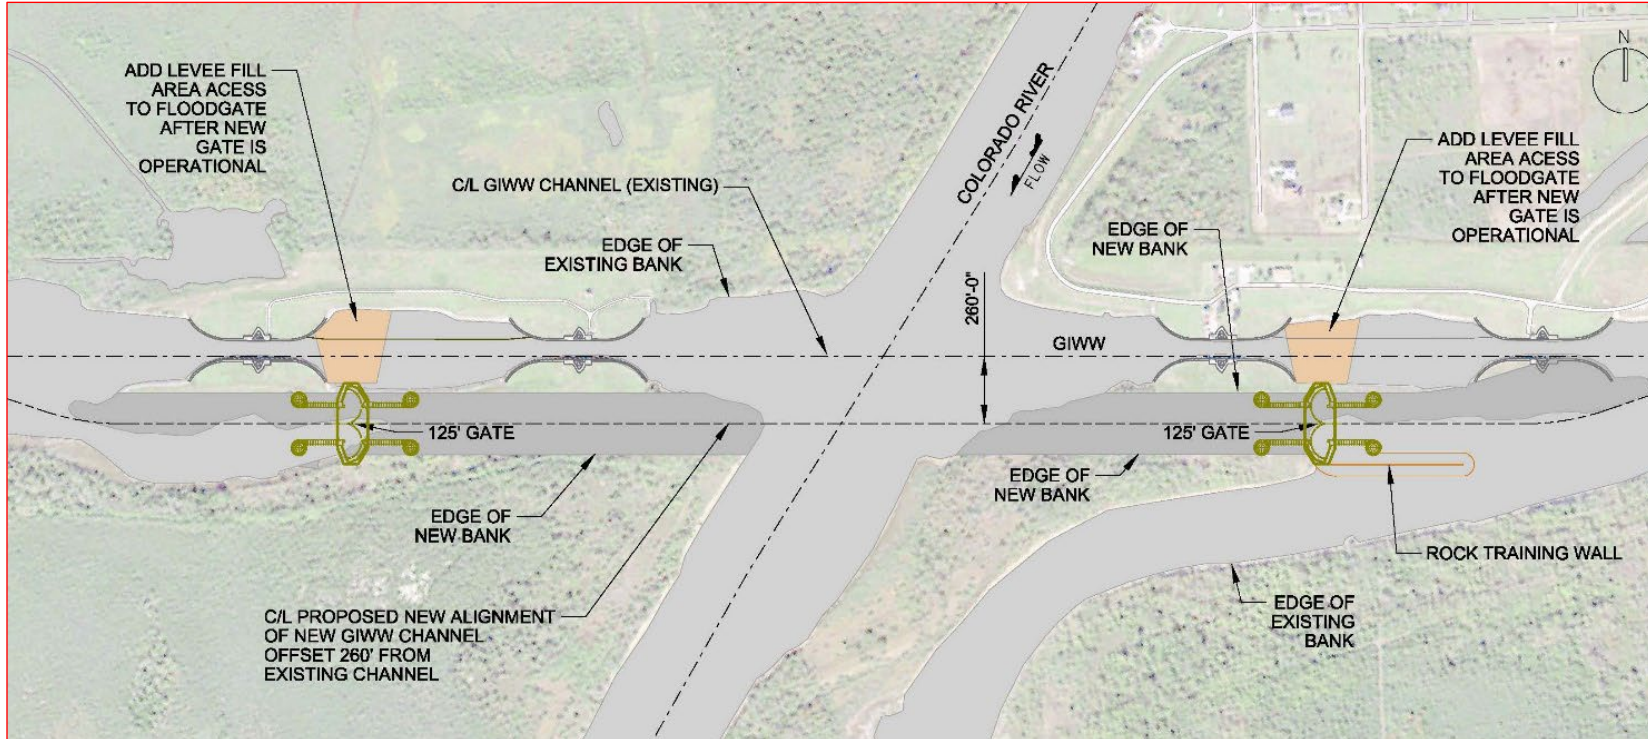 ADD LEVEE FILL
AREA ACESS
TO FLOODGATE
AFTER NEW
GATE IS
OPERATIONAL
C/L GIWW CHANNEL (EXISTING)
EDGE OF
EXISTING BANK
COLORADO RIVER
FLOW
N
ADD LEVEE FILL
AREA ACESS
TO FLOODGATE
AFTER NEW
GATE IS
OPERATIONAL
EDGE OF
NEW BANK
260'-0"
GIWW
125' GATE
125' GATE
EDGE OF
NEW BANK
EDGE OF
NEW BANK
ROCK TRAINING WALL
C/L PROPOSED NEW ALIGNMENT
OF NEW GIWW CHANNEL
OFFSET 260' FROM
EXISTING CHANNEL
EDGE OF
EXISTING
BANK